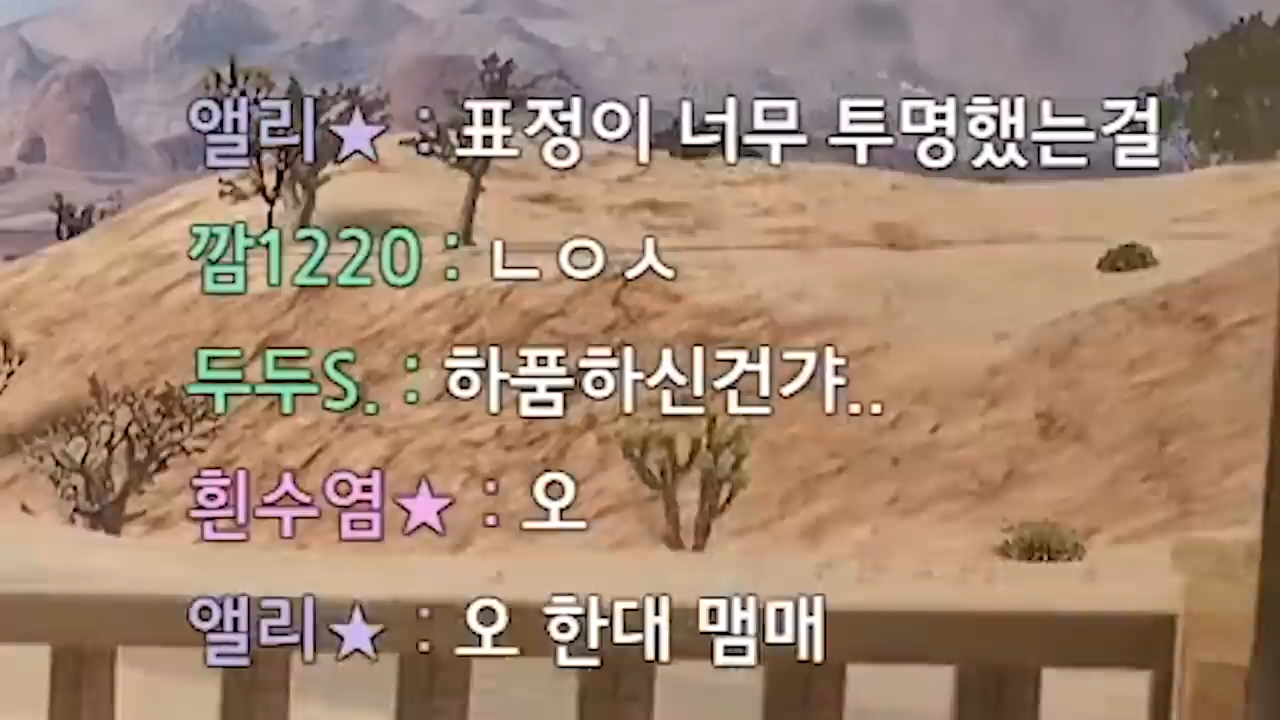 앨리★ : 표정이 너무 투명했는걸
깜1220 : ㄴㅇㅅ
두두S. : 하품하신건갸..
흰수염★ : 오
앨리★ : 오 한대 맴매